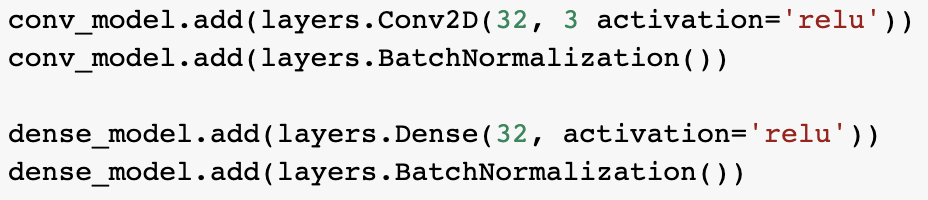 conv_model.add(layers.Conv2D(32, 3 activation='relu'))
conv_model.add(layers.BatchNormalization())
dense_model.add(layers.Dense(32, activation='relu'))
dense_model.add(layers.BatchNormalization())